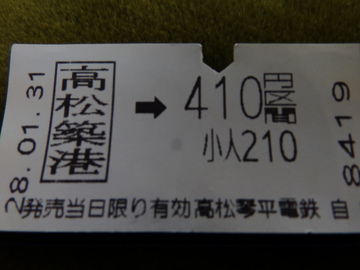 28.01.31
高松築港
➡
410円区間
小人210
8419
発売当日限り有効 高松琴平電鉄 自